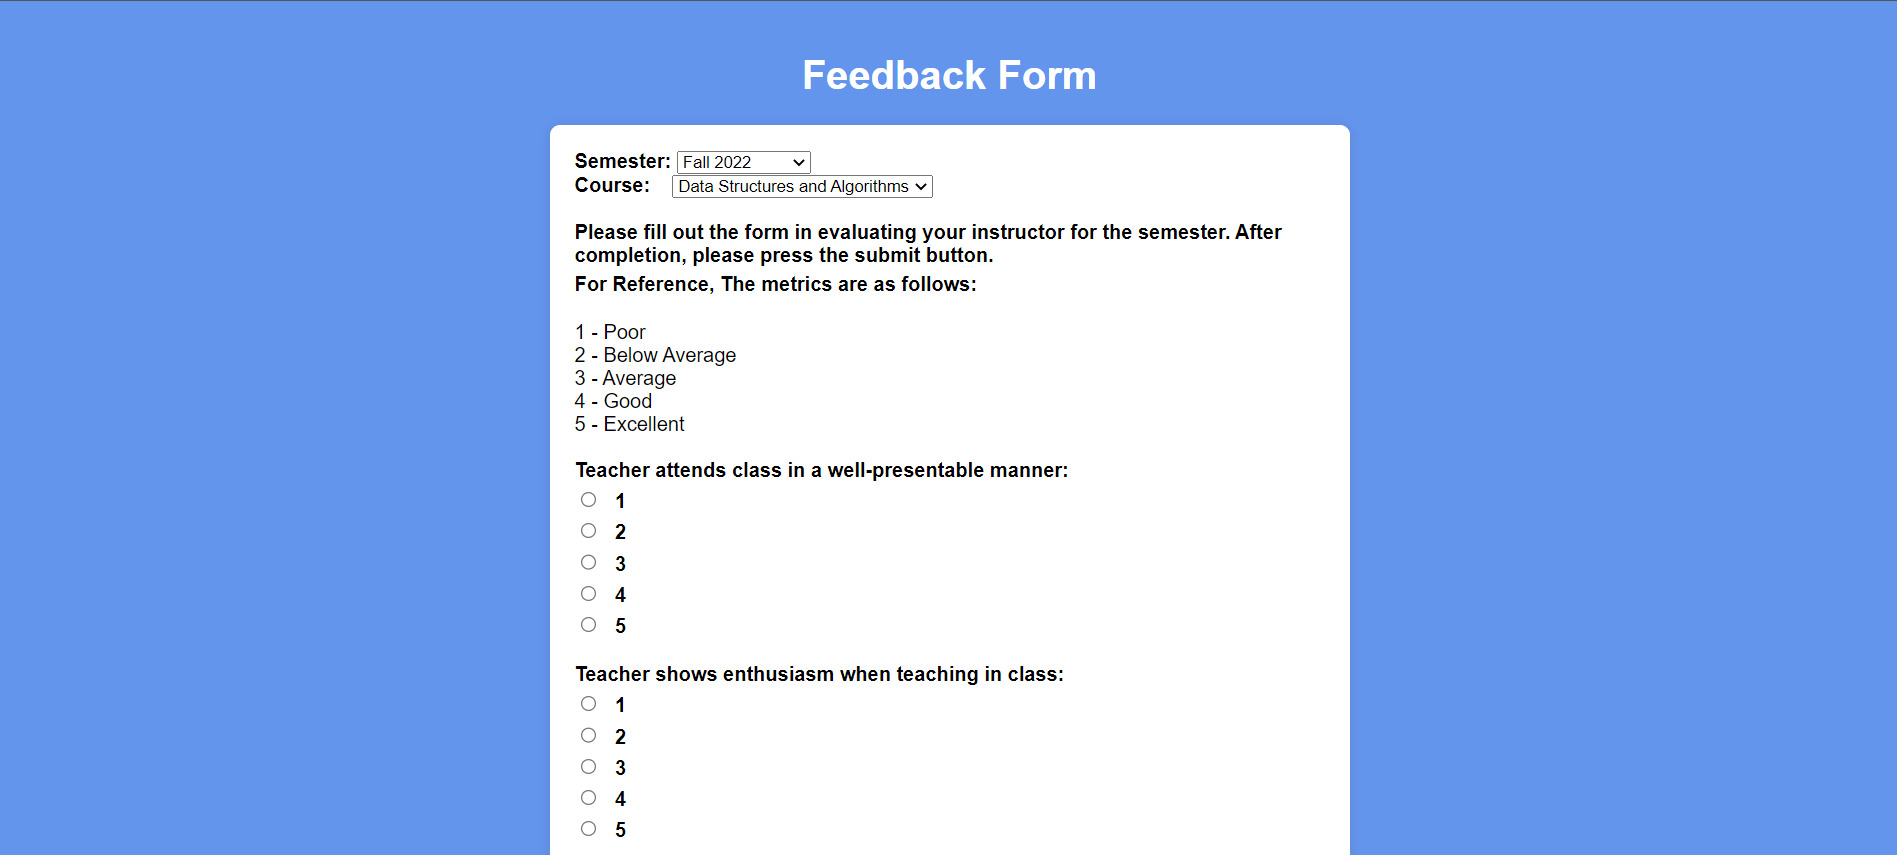 Feedback Form
Semester: Fall 2022
Course: Data Structures and Algorithms
Please fill out the form in evaluating your instructor for the semester. After
completion, please press the submit button.
For Reference, The metrics are as follows:
1 - Poor
2 - Below Average
3 - Average
4 - Good
5 - Excellent
Teacher attends class in a well-presentable manner:
1
2
3
4
5
Teacher shows enthusiasm when teaching in class:
1
2
3
4
5